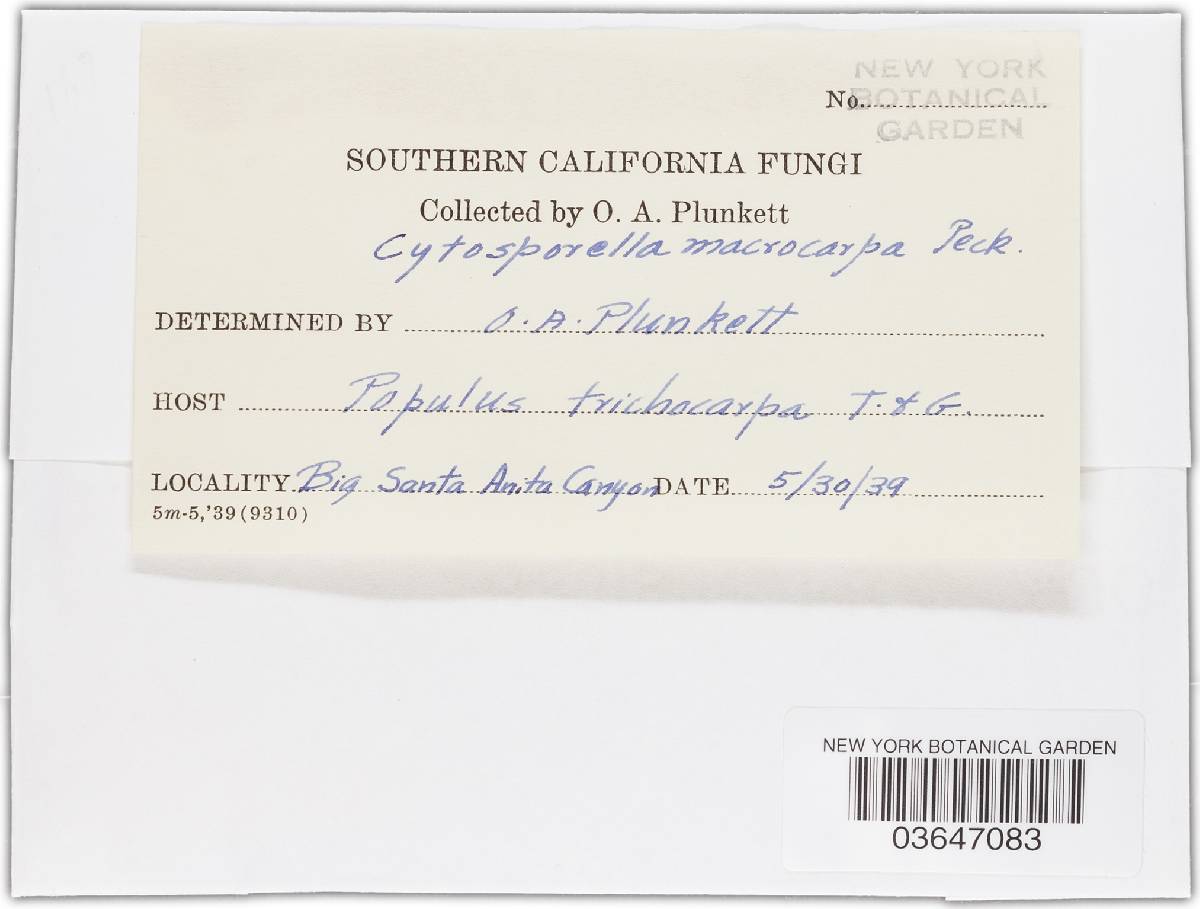 NEW YORK
BOTANICAL
GARDEN
No.
SOUTHERN CALIFORNIA FUNGI
Collected by O. A. Plunkett
Cytosporella macrocarpa Peck.
DETERMINED BY O. A. Plunkett
HOST Populus trichocarpa T. & G.
LOCALITY Big Santa Anita Canyon DATE 5/30/39
5m-5,'39(9310)
NEW YORK BOTANICAL GARDEN
03647083